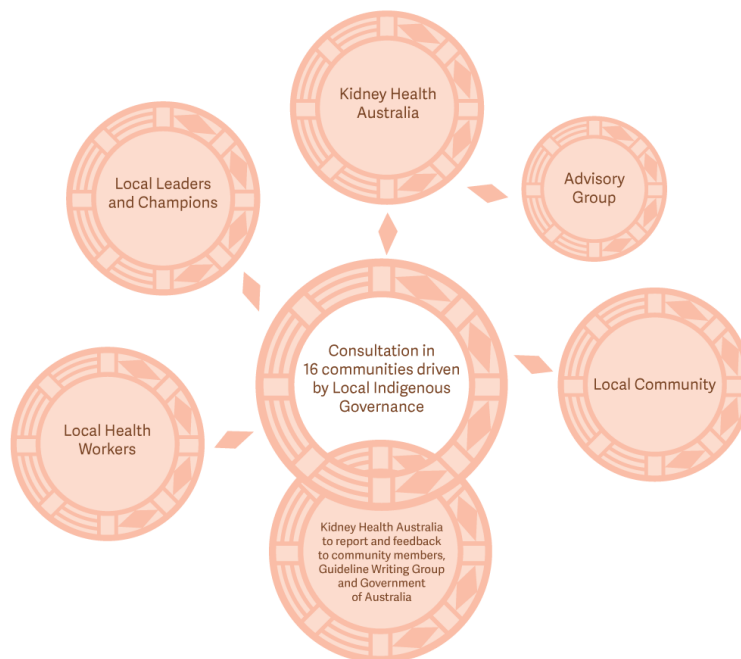 Kidney Health
Australia
Local Leaders
and Champions
Advisory
Group
Consultation in
16 communities driven
by Local Indigenous
Governance
Local Community
Local Health
Workers
Kidney Health Australia
to report and feedback
to community members,
Guideline Writing Group
and Government
of Australia